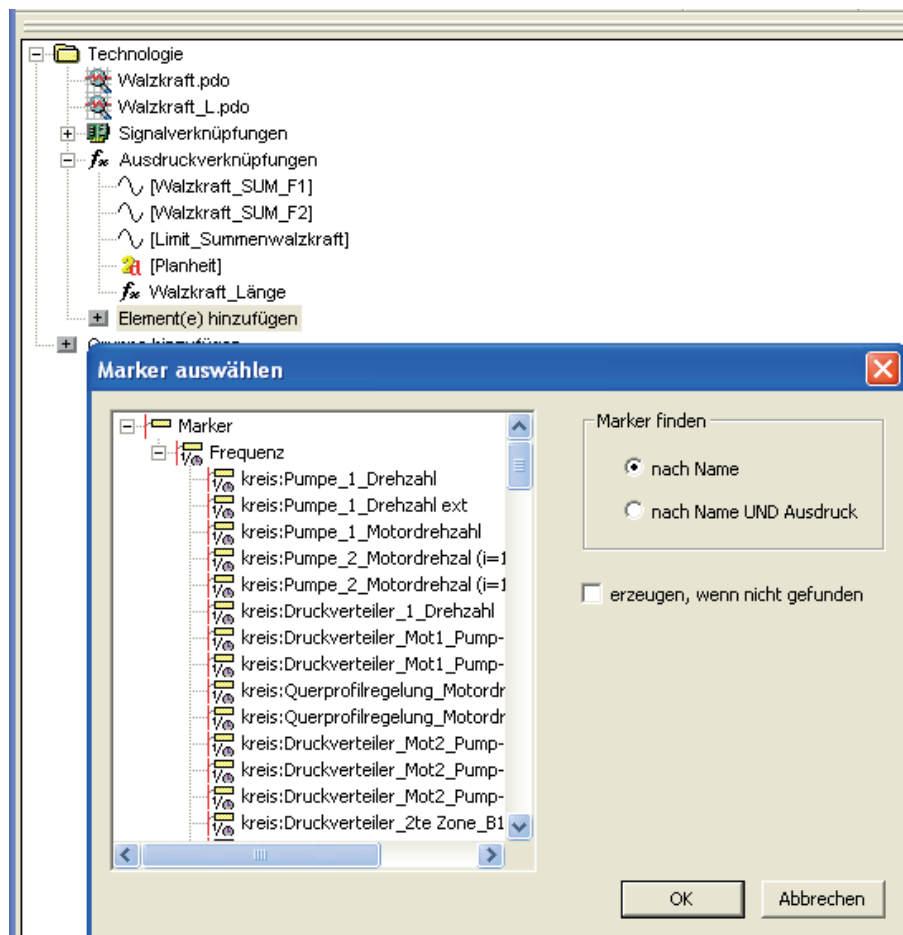 Technologie
Walzkraft.pdo
Walzkraft_L.pdo
Signalverknüpfungen
Ausdruckverknüpfungen
[Walzkraft_SUM_F1]
[Walzkraft_SUM_F2]
[Limit_Summenwalzkraft]
[Planheit]
Walzkraft_Länge
Element(e) hinzufügen
Marker auswählen
Marker
Frequenz
kreis:Pumpe_1_Drehzahl
kreis:Pumpe_1_Drehzahl ext
kreis:Pumpe_1_Motordrehzahl
kreis:Pumpe_2_Motordrehzal (i=1
kreis:Pumpe_2_Motordrehzal (i=1
kreis:Druckverteiler_1_Drehzahl
kreis:Druckverteiler_Mot1_Pump-
kreis:Druckverteiler_Mot1_Pump-
kreis:Querprofilregelung_Motordr
kreis:Querprofilregelung_Motordr
kreis:Druckverteiler_Mot2_Pump-
kreis:Druckverteiler_Mot2_Pump-
kreis:Druckverteiler_Mot2_Pump-
kreis:Druckverteiler_2te Zone_B1
Marker finden
nach Name
nach Name UND Ausdruck
erzeugen, wenn nicht gefunden
OK
Abbrechen